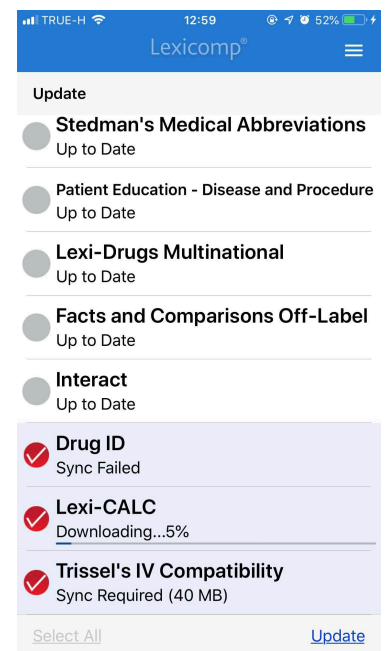 TRUE-H 12:59 52%
Lexicomp®
Update
Stedman's Medical Abbreviations
Up to Date
Patient Education - Disease and Procedure
Up to Date
Lexi-Drugs Multinational
Up to Date
Facts and Comparisons Off-Label
Up to Date
Interact
Up to Date
Drug ID
Sync Failed
Lexi-CALC
Downloading...5%
Trissel's IV Compatibility
Sync Required (40 MB)
Select All Update